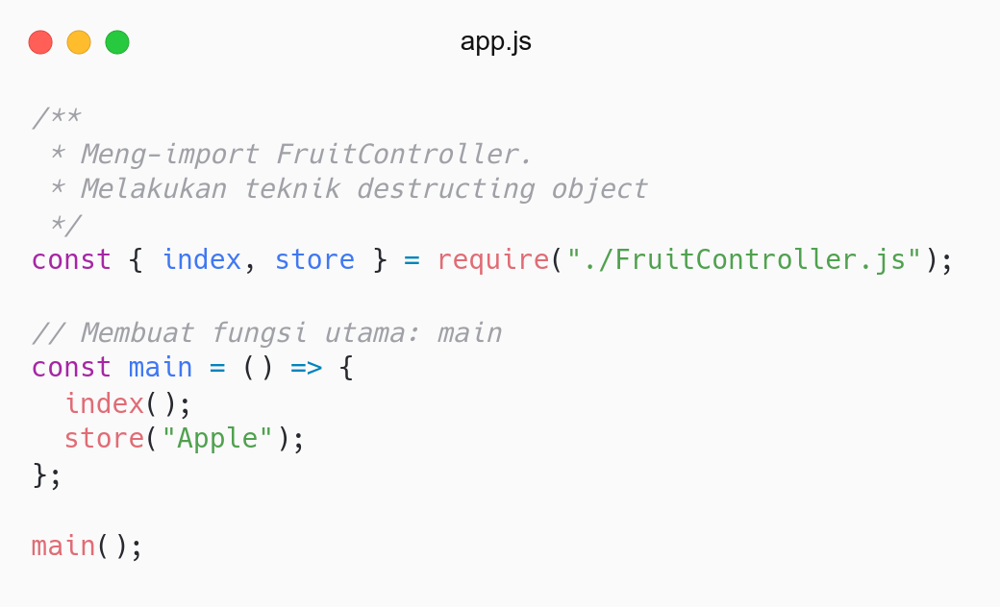 app.js
/**
 * Meng-import FruitController.
 * Melakukan teknik destructing object
 */
const { index, store } = require("./FruitController.js");
// Membuat fungsi utama: main
const main = () => {
  index();
  store("Apple");
};
main();